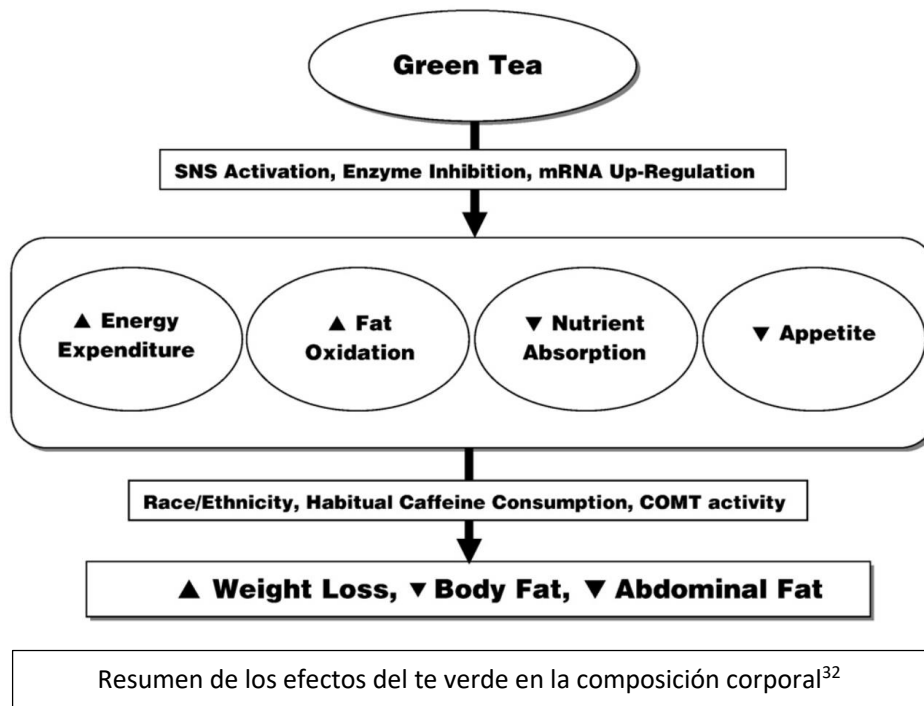 Green Tea
SNS Activation, Enzyme Inhibition, mRNA Up-Regulation
▲ Energy
Expenditure
▲ Fat
Oxidation
▼ Nutrient
Absorption
▼ Appetite
Race/Ethnicity, Habitual Caffeine Consumption, COMT activity
▲ Weight Loss, ▼ Body Fat, ▼ Abdominal Fat
Resumen de los efectos del te verde en la composición corporal³²